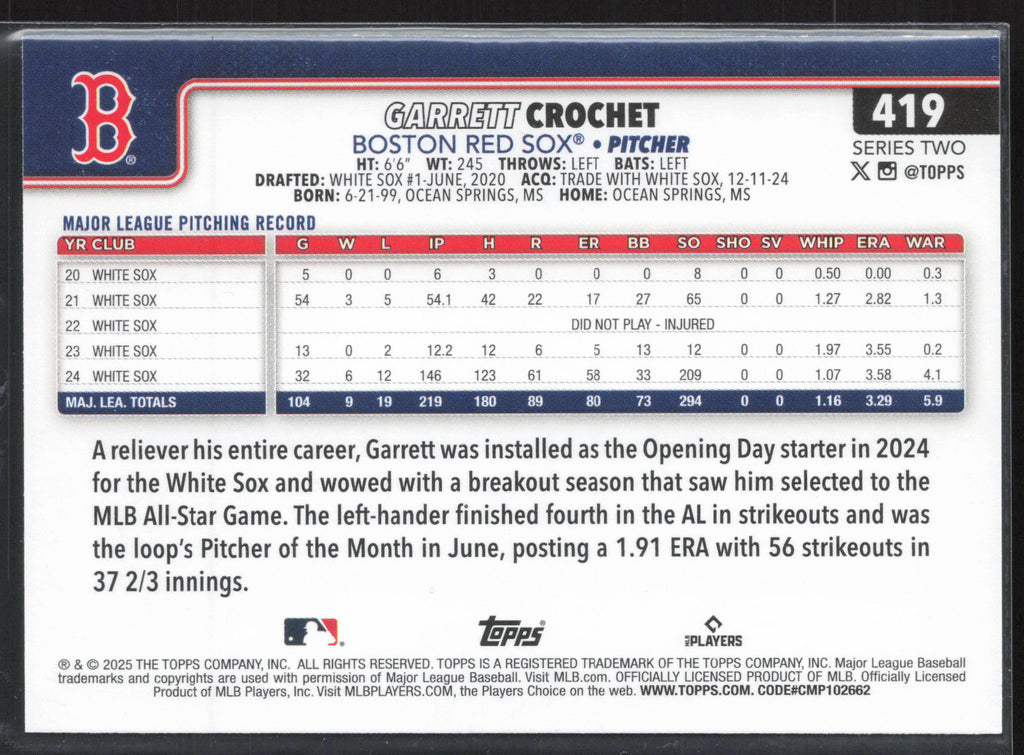 B®
GARRETT CROCHET
419
BOSTON RED SOX® • PITCHER
SERIES TWO
HT: 6'6" WT: 245 THROWS: LEFT BATS: LEFT
X @TOPPS
DRAFTED: WHITE SOX #1-JUNE, 2020 ACQ: TRADE WITH WHITE SOX, 12-11-24
BORN: 6-21-99, OCEAN SPRINGS, MS HOME: OCEAN SPRINGS, MS
MAJOR LEAGUE PITCHING RECORD
YR CLUB G W L IP H R ER BB SO SHO SV WHIP ERA WAR
20 WHITE SOX 5 0 0 6 3 0 0 0 8 0 0 0.50 0.00 0.3
21 WHITE SOX 54 3 5 54.1 42 22 17 27 65 0 0 1.27 2.82 1.3
22 WHITE SOX DID NOT PLAY - INJURED
23 WHITE SOX 13 0 2 12.2 12 6 5 13 12 0 0 1.97 3.55 0.2
24 WHITE SOX 32 6 12 146 123 61 58 33 209 0 0 1.07 3.58 4.1
MAJ. LEA. TOTALS 104 9 19 219 180 89 80 73 294 0 0 1.16 3.29 5.9
A reliever his entire career, Garrett was installed as the Opening Day starter in 2024
for the White Sox and wowed with a breakout season that saw him selected to the
MLB All-Star Game. The left-hander finished fourth in the AL in strikeouts and was
the loop's Pitcher of the Month in June, posting a 1.91 ERA with 56 strikeouts in
37 2/3 innings.
Topps®
MLB PLAYERS
® & © 2025 THE TOPPS COMPANY, INC. ALL RIGHTS RESERVED. TOPPS IS A REGISTERED TRADEMARK OF THE TOPPS COMPANY, INC. Major League Baseball
trademarks and copyrights are used with permission of Major League Baseball. Visit MLB.com. OFFICIALLY LICENSED PRODUCT OF MLB. Officially Licensed
Product of MLB Players, Inc. Visit MLBPLAYERS.COM, the Players Choice on the web. WWW.TOPPS.COM. CODE#CMP102662